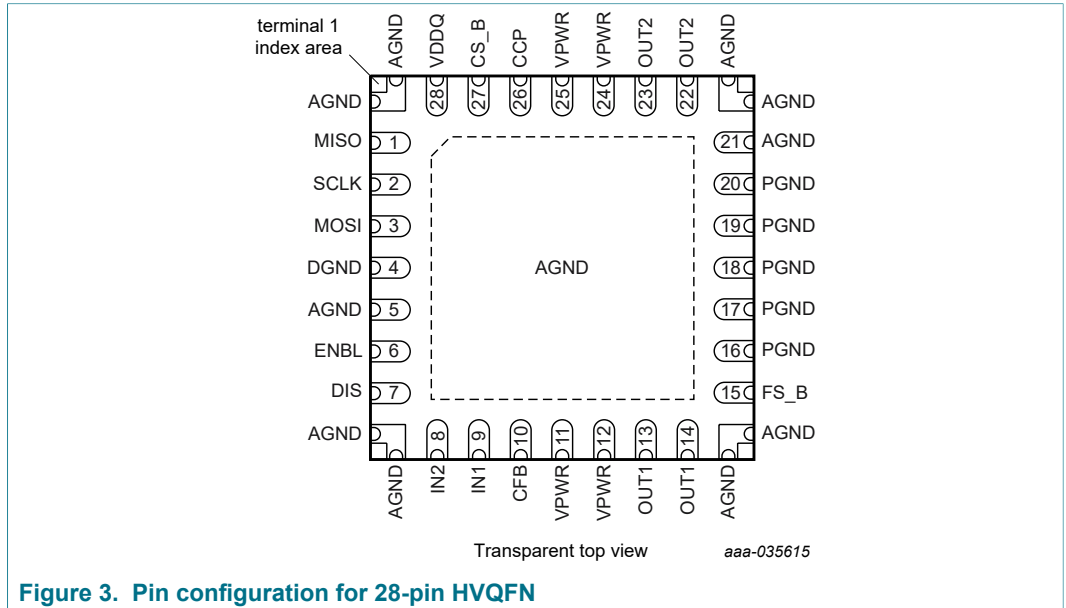 terminal 1
index area
AGND
VDDQ
CS_B
CCP
VPWR
VPWR
OUT2
OUT2
AGND
28
27
26
25
24
23
22
AGND
AGND
MISO 1
21 AGND
SCLK 2
20 PGND
MOSI 3
19 PGND
DGND 4
AGND
18 PGND
AGND 5
17 PGND
ENBL 6
16 PGND
DIS 7
15 FS_B
AGND
AGND
8
9
10
11
12
13
14
AGND
IN2
IN1
CFB
VPWR
VPWR
OUT1
OUT1
AGND
Transparent top view
aaa-035615
Figure 3. Pin configuration for 28-pin HVQFN